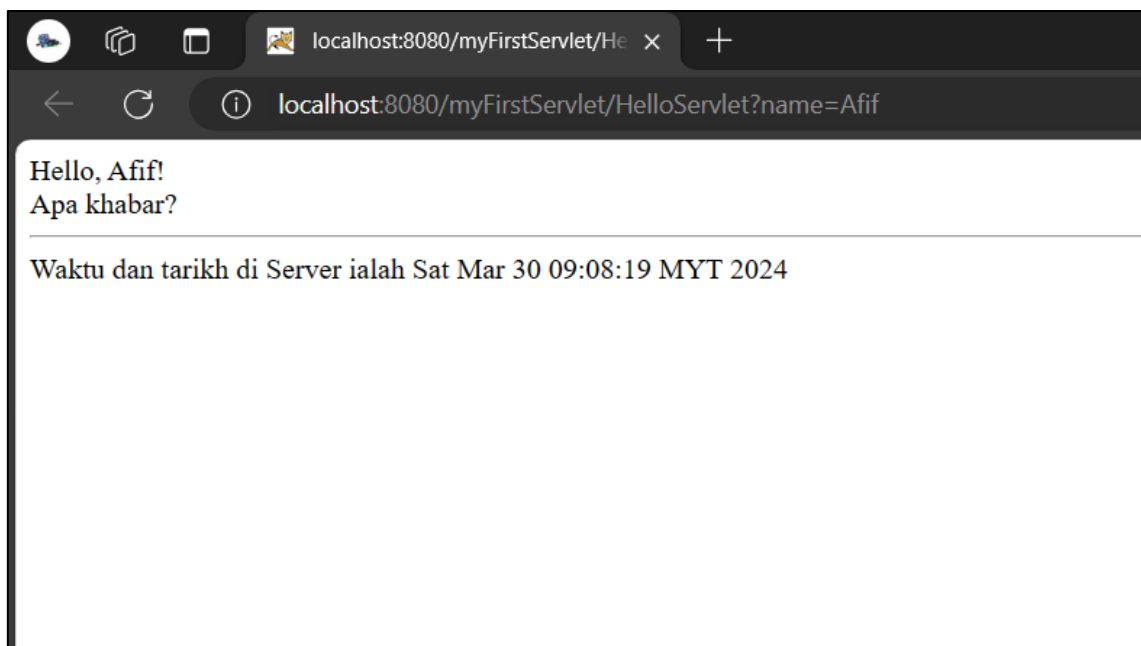 localhost:8080/myFirstServlet/He
localhost:8080/myFirstServlet/HelloServlet?name=Afif
Hello, Afif!
Apa khabar?
Waktu dan tarikh di Server ialah Sat Mar 30 09:08:19 MYT 2024